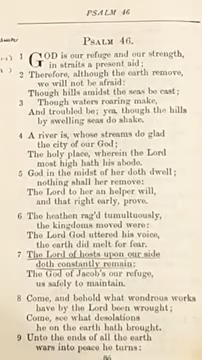 PSALM 46
PSALM 46.
1 GOD is our refuge and our strength,
in straits a present aid;
2 Therefore, although the earth remove,
we will not be afraid:
Though hills amidst the seas be cast;
3 Though waters roaring make,
And troubled be; yea, though the hills
by swelling seas do shake.
4 A river is, whose streams do glad
the city of our God;
The holy place, wherein the Lord
most high hath his abode.
5 God in the midst of her doth dwell;
nothing shall her remove:
The Lord to her an helper will,
and that right early, prove.
6 The heathen rag'd tumultuously,
the kingdoms moved were:
The Lord God uttered his voice,
the earth did melt for fear.
7 The Lord of hosts upon our side
doth constantly remain:
The God of Jacob's our refuge,
us safely to maintain.
8 Come, and behold what wondrous works
have by the Lord been wrought;
Come, see what desolations
he on the earth hath brought.
9 Unto the ends of all the earth
wars into peace he turns: